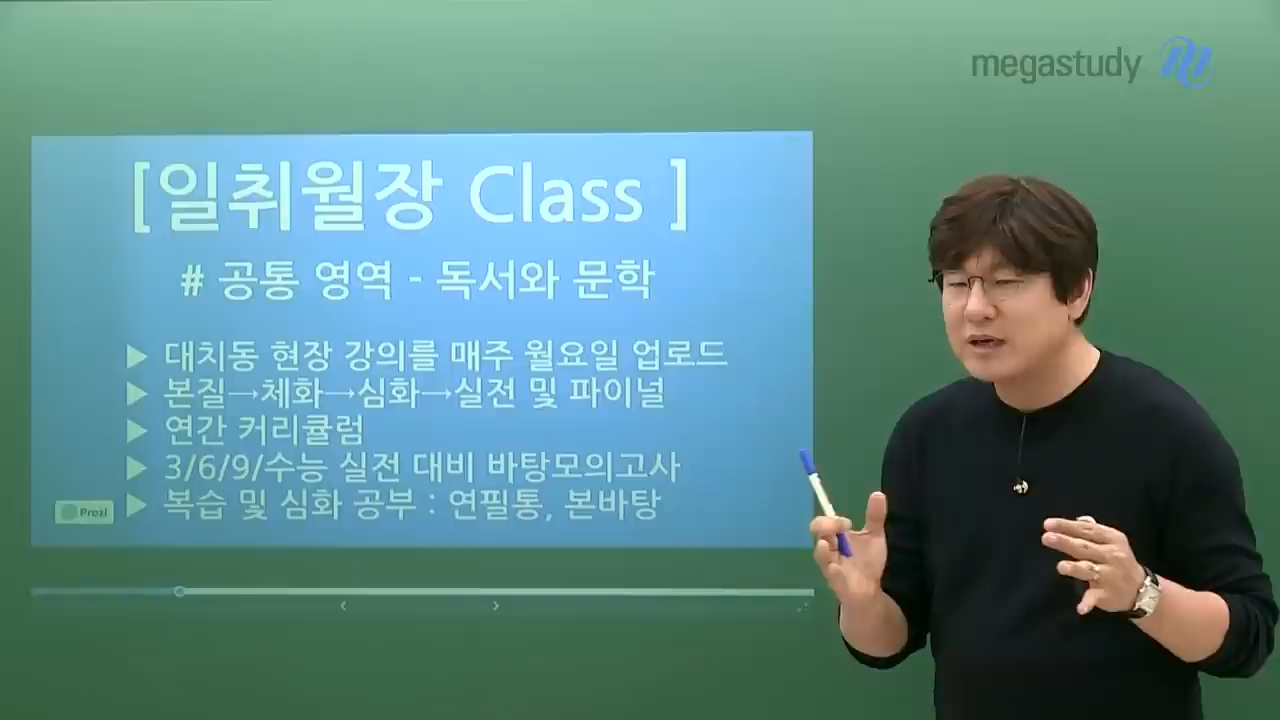 megastudy
[일취월장 Class ]
# 공통 영역 - 독서와 문학
▶ 대치동 현장 강의를 매주 월요일 업로드
▶ 본질→체화→심화→실전 및 파이널
▶ 연간 커리큘럼
▶ 3/6/9/수능 실전 대비 바탕모의고사
▶ 복습 및 심화 공부 : 연필통, 본바탕
Prezi